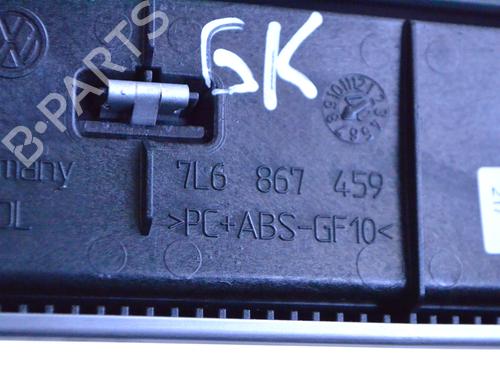 GK
B-PARTS
many
7L6 867 459
>PC+ABS-GF10<